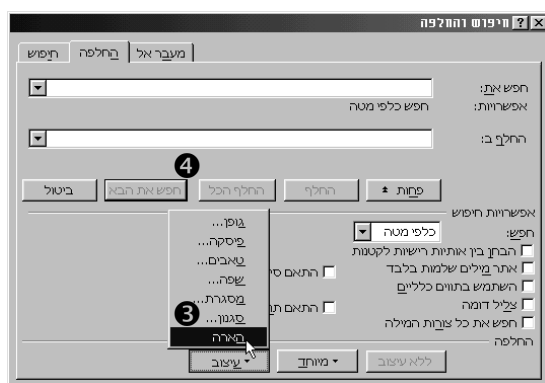 חיפוש והחלפה
חיפוש החלפה מעבר אל
חפש את:
אפשרויות: חפש כלפי מטה
החלף ב:
4
פחות החלף החלף הכל חפש את הבא ביטול
אפשרויות חיפוש
חפש: כלפי מטה
הבחן בין אותיות רישיות לקטנות
אתר מילים שלמות בלבד
השתמש בתווים כלליים
צליל דומה
חפש את כל צורות המילה
התאם
התאם
גופן...
פיסקה...
טאבים...
שפה...
מסגרת...
סגנון...
הארה
3
החלפה
ללא עיצוב מיוחד עיצוב